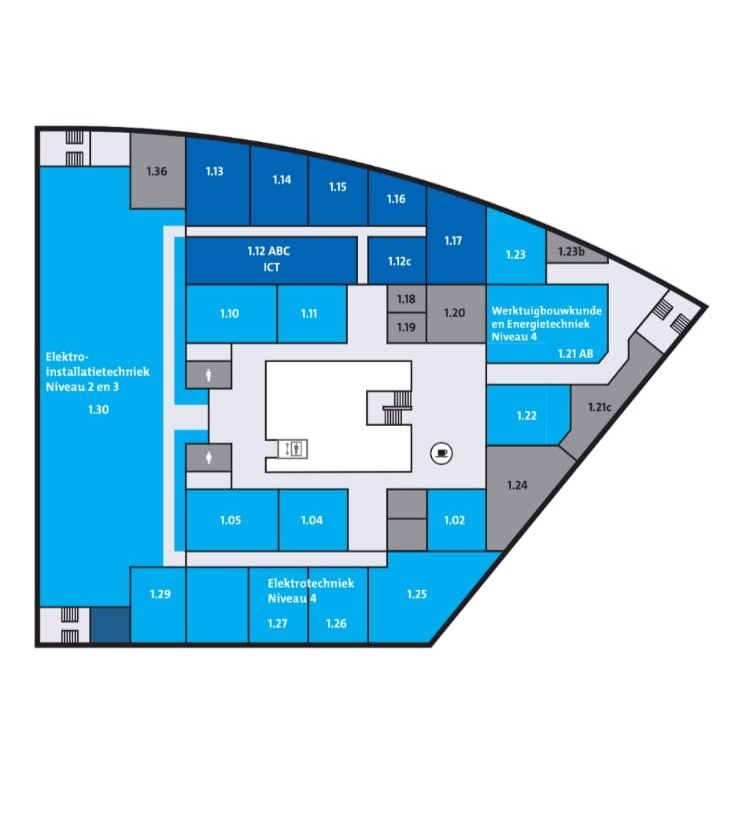 1.36
1.13
1.14
1.15
1.16
1.17
1.12 ABC
ICT
1.12c
1.23
1.23b
1.10
1.11
1.18
1.19
1.20
Werktuigbouwkunde
en Energietechniek
Niveau 4
1.21 AB
Elektro-
installatietechniek
Niveau 2 en 3
1.30
1.22
1.21c
1.24
1.05
1.04
1.02
1.29
Elektrotechniek
Niveau 4
1.27
1.26
1.25